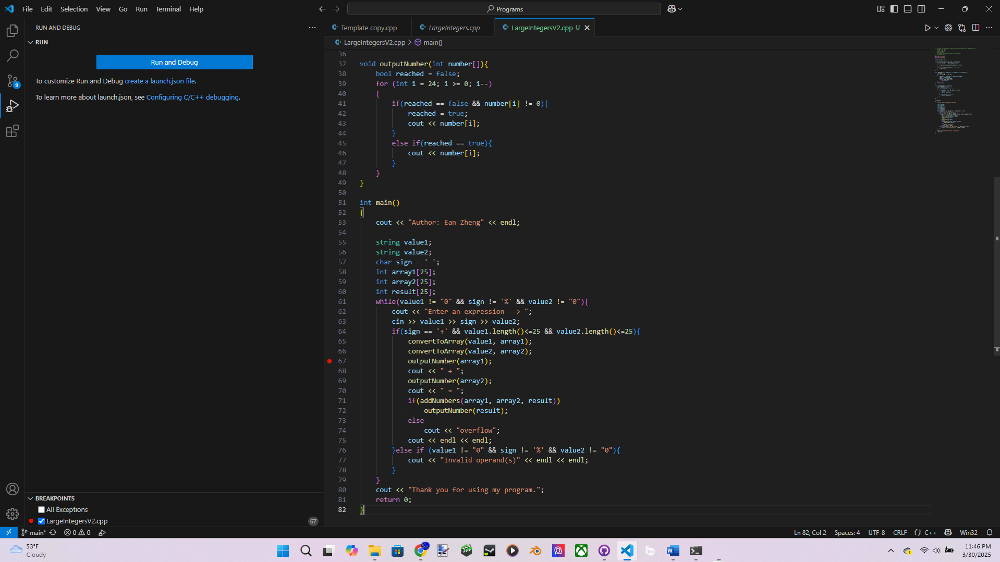 File Edit Selection View Go Run Terminal Help
Programs
RUN AND DEBUG
RUN
Run and Debug
To customize Run and Debug create a launch.json file.
To learn more about launch.json, see Configuring C/C++ debugging.
9
BREAKPOINTS
All Exceptions
LargeIntegersV2.cpp 67
Template copy.cpp LargeIntegers.cpp LargeIntegersV2.cpp U
LargeIntegersV2.cpp > main()
36
37 void outputNumber(int number[]){
38 bool reached = false;
39 for (int i = 24; i >= 0; i--)
40 {
41 if(reached == false && number[i] != 0){
42 reached = true;
43 cout << number[i];
44 }
45 else if(reached == true){
46 cout << number[i];
47 }
48 }
49 }
50
51 int main()
52 {
53 cout << "Author: Ean Zheng" << endl;
54
55 string value1;
56 string value2;
57 char sign = ' ';
58 int array1[25];
59 int array2[25];
60 int result[25];
61 while(value1 != "0" && sign != '%' && value2 != "0"){
62 cout << "Enter an expression --> ";
63 cin >> value1 >> sign >> value2;
64 if(sign == '+' && value1.length()<=25 && value2.length()<=25){
65 convertToArray(value1, array1);
66 convertToArray(value2, array2);
67 outputNumber(array1);
68 cout << " + ";
69 outputNumber(array2);
70 cout << " = ";
71 if(addNumbers(array1, array2, result))
72 outputNumber(result);
73 else
74 cout << "overflow";
75 cout << endl << endl;
76 }else if (value1 != "0" && sign != '%' && value2 != "0"){
77 cout << "Invalid operand(s)" << endl << endl;
78 }
79 }
80 cout << "Thank you for using my program.";
81 return 0;
82 }
main* 0 0 Ln 82, Col 2 Spaces: 4 UTF-8 CRLF {} C++ Win32
53°F
Cloudy
11:46 PM
3/30/2025